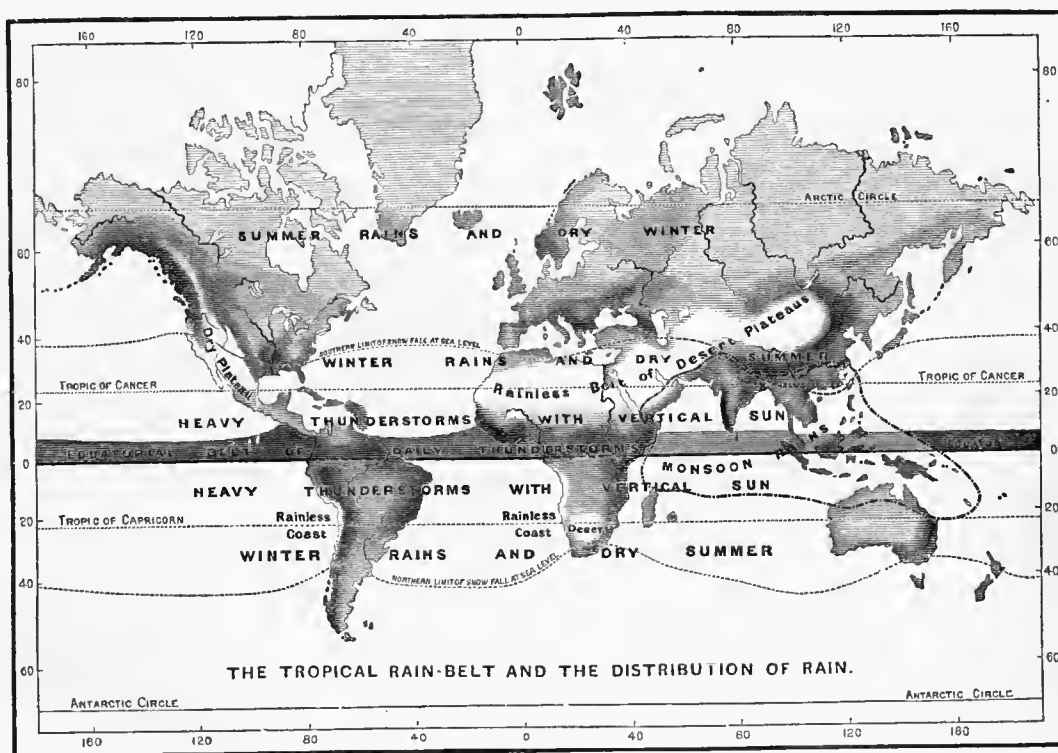 160 120 80 40 0 40 80 120 160
80 80
ARCTIC CIRCLE
SUMMER RAINS AND DRY WINTER
60 60
Dry Plateau
Desert Plateaus
40 40
SOUTHERN LIMIT OF SNOW FALL AT SEA LEVEL
WINTER RAINS AND DRY SUMMER
TROPIC OF CANCER Rainless Belt of TROPIC OF CANCER
20 20
HEAVY THUNDERSTORMS WITH VERTICAL SUN
EQUATORIAL BELT OF DAILY THUNDERSTORMS
0 0
MONSOON RAINS
HEAVY THUNDERSTORMS WITH VERTICAL SUN
Rainless Coast
Rainless Coast
Desert
TROPIC OF CAPRICORN
20 20
WINTER RAINS AND DRY SUMMER
NORTHERN LIMIT OF SNOW FALL AT SEA LEVEL
40 40
THE TROPICAL RAIN-BELT AND THE DISTRIBUTION OF RAIN.
60 60
ANTARCTIC CIRCLE ANTARCTIC CIRCLE
160 120 80 40 0 40 80 120 160